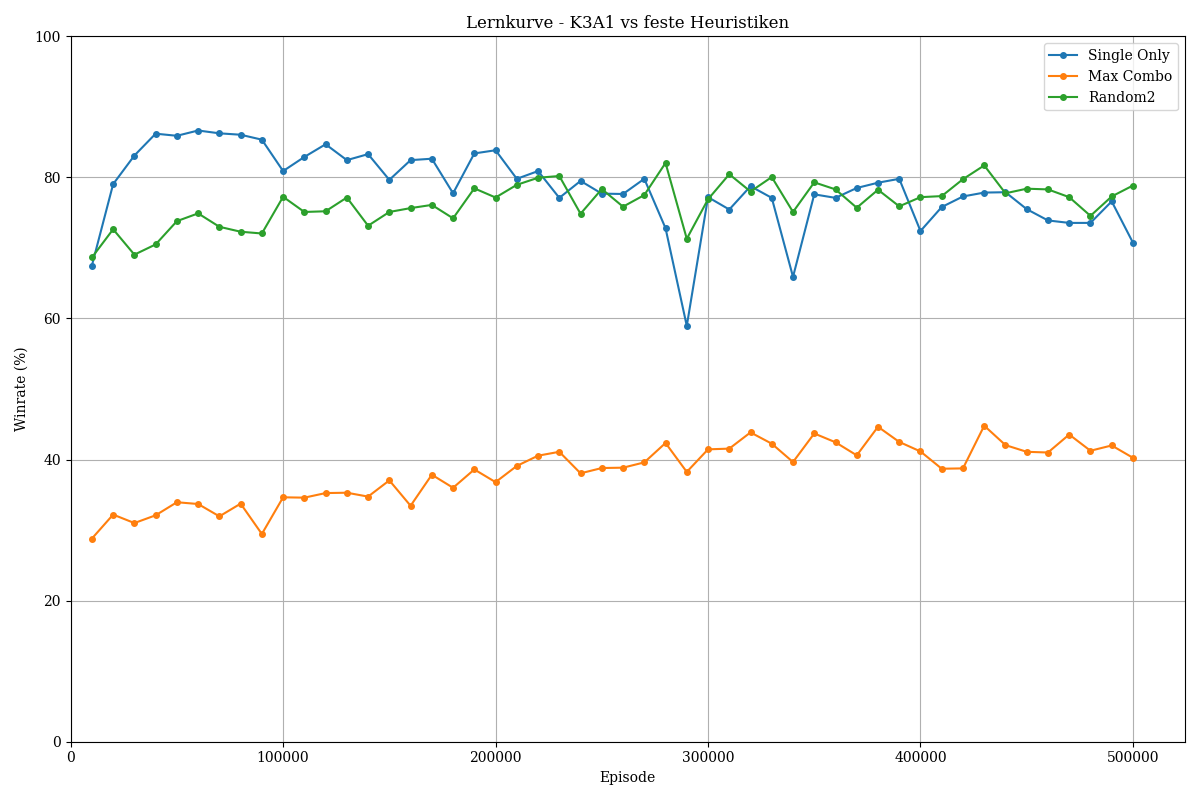 Lernkurve - K3A1 vs feste Heuristiken
Single Only
Max Combo
Random2
Winrate (%)
100
80
60
40
20
0
0 100000 200000 300000 400000 500000
Episode